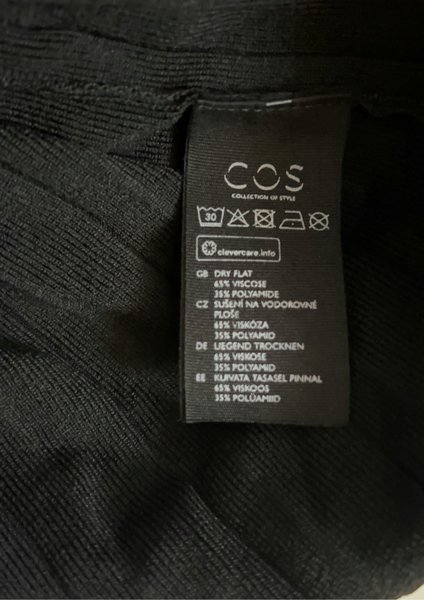 COS
COLLECTION OF STYLE
30
clevercare.info
GB DRY FLAT
65% VISCOSE
35% POLYAMIDE
CZ SUŠENÍ NA VODOROVNÉ
PLOŠE
65% VISKÓZA
35% POLYAMID
DE LIEGEND TROCKNEN
65% VISKOSE
35% POLYAMID
EE KUIVATA TASASEL PINNAL
65% VISKOOS
35% POLÜAMIID